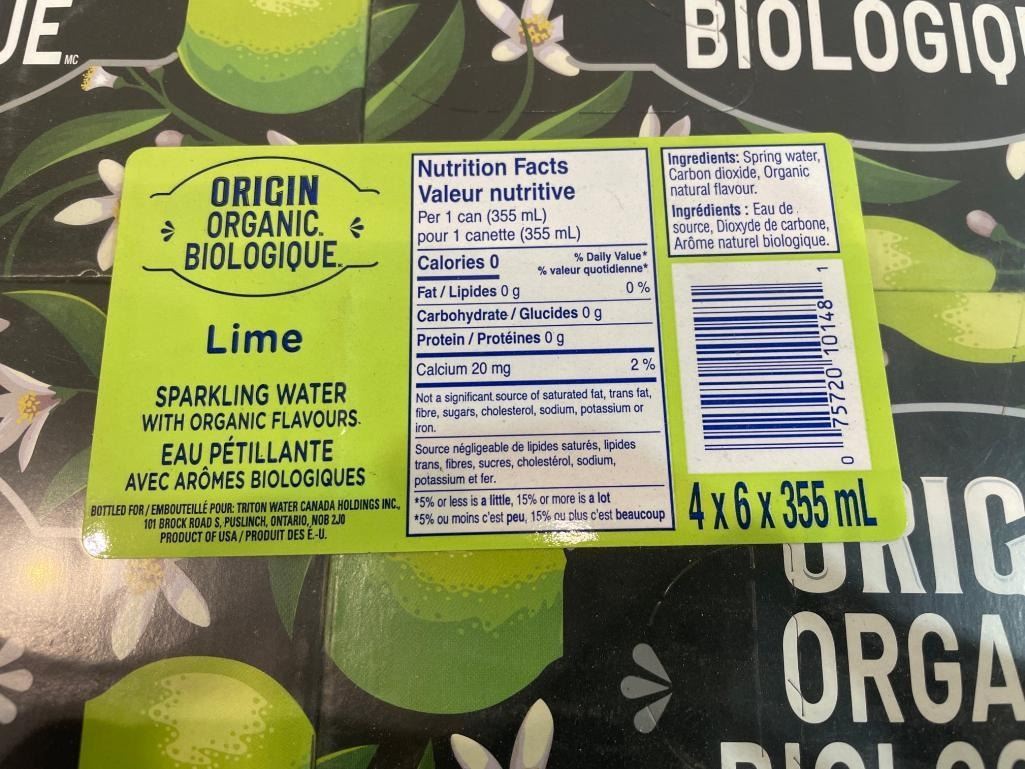 UE MC
BIOLOGIQ
ORIGIN
ORGANIC™
BIOLOGIQUE
Lime
SPARKLING WATER
WITH ORGANIC FLAVOURS.
EAU PÉTILLANTE
AVEC ARÔMES BIOLOGIQUES
BOTTLED FOR / EMBOUTEILLÉ POUR: TRITON WATER CANADA HOLDINGS INC.,
101 BROCK ROAD S, PUSLINCH, ONTARIO, N0B 2J0
PRODUCT OF USA / PRODUIT DES É.-U.
Nutrition Facts
Valeur nutritive
Per 1 can (355 mL)
pour 1 canette (355 mL)
Calories 0
% Daily Value*
% valeur quotidienne*
Fat / Lipides 0 g 0 %
Carbohydrate / Glucides 0 g
Protein / Protéines 0 g
Calcium 20 mg 2 %
Not a significant source of saturated fat, trans fat,
fibre, sugars, cholesterol, sodium, potassium or
iron.
Source négligeable de lipides saturés, lipides
trans, fibres, sucres, cholestérol, sodium,
potassium et fer.
*5% or less is a little, 15% or more is a lot
*5% ou moins c'est peu, 15% ou plus c'est beaucoup
Ingredients: Spring water,
Carbon dioxide, Organic
natural flavour.
Ingrédients : Eau de
source, Dioxyde de carbone,
Arôme naturel biologique.
0 75720 10148 1
4 x 6 x 355 mL
ORIG
ORGA
BIOLOG